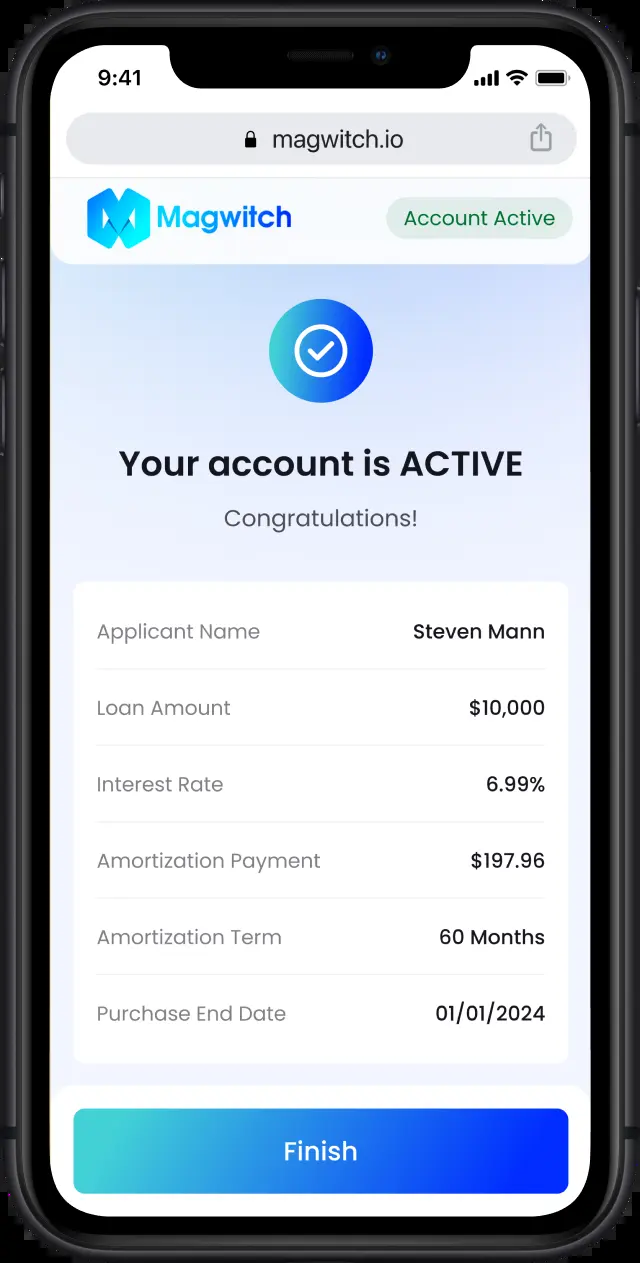 9:41
magwitch.io
Magwitch
Account Active
Your account is ACTIVE
Congratulations!
Applicant Name Steven Mann
Loan Amount $10,000
Interest Rate 6.99%
Amortization Payment $197.96
Amortization Term 60 Months
Purchase End Date 01/01/2024
Finish